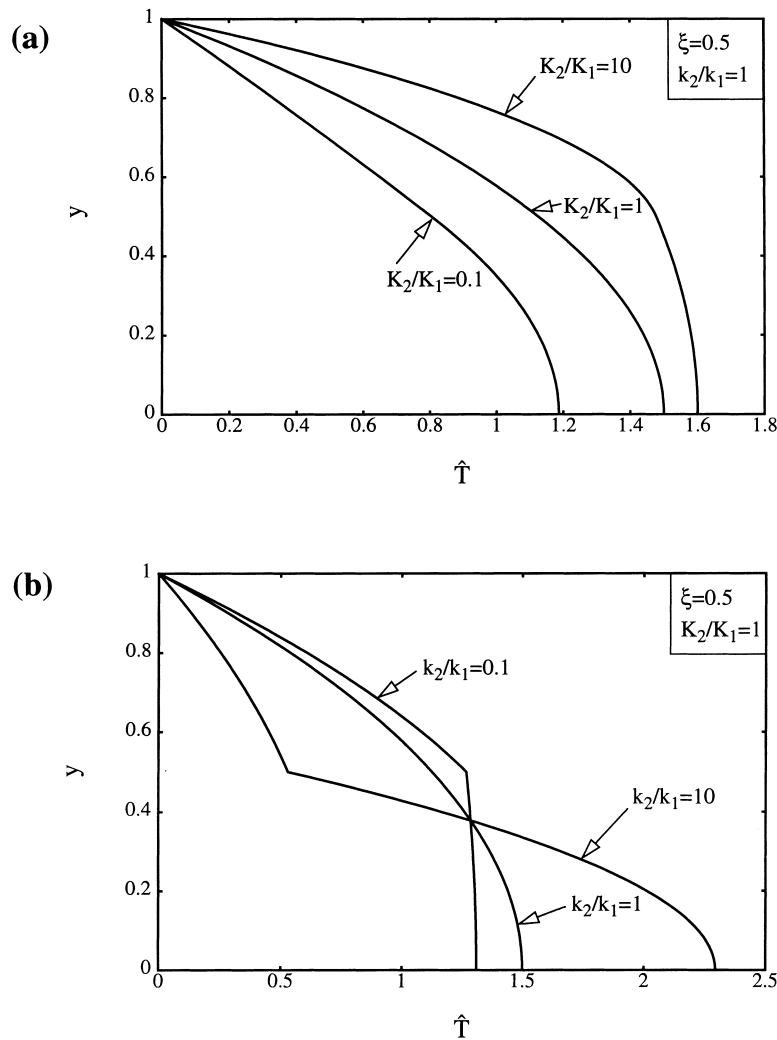 (a)
1
0.8
0.6
0.4
0.2
0
y
K2/K1=10
K2/K1=1
K2/K1=0.1
ξ=0.5
k2/k1=1
0 0.2 0.4 0.6 0.8 1 1.2 1.4 1.6 1.8
T̂
(b)
1
0.8
0.6
0.4
0.2
0
y
k2/k1=0.1
k2/k1=10
k2/k1=1
ξ=0.5
K2/K1=1
0 0.5 1 1.5 2 2.5
T̂